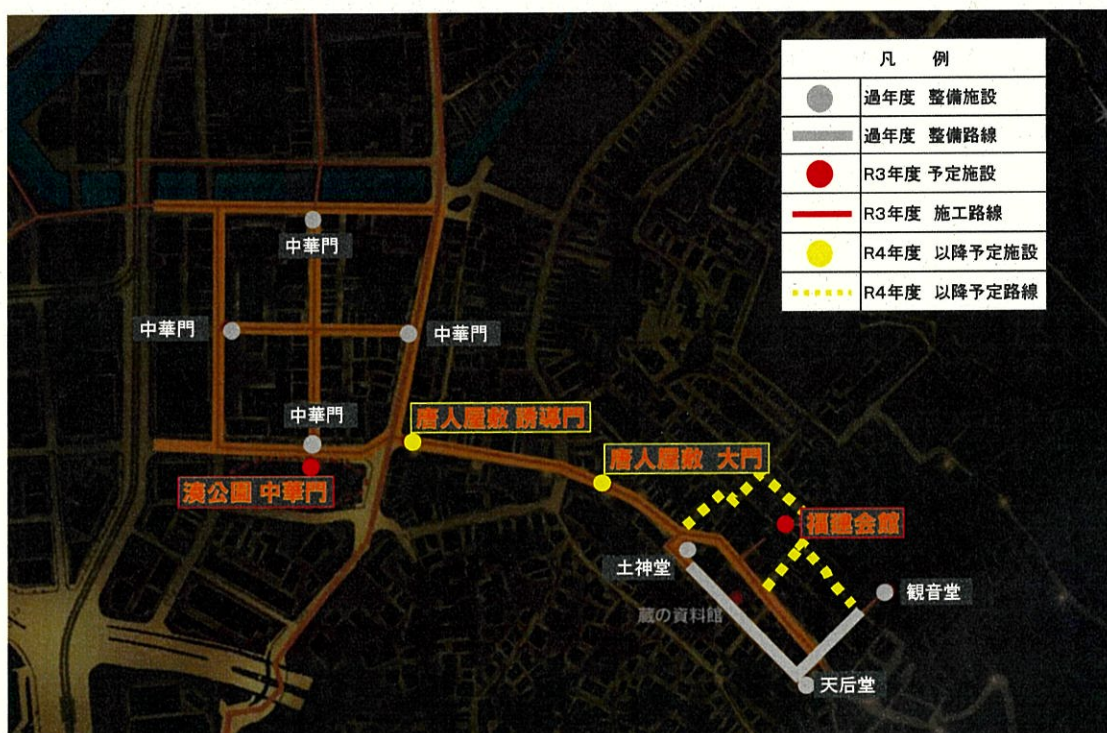 凡　例
過年度 整備施設
過年度 整備路線
R3年度 予定施設
R3年度 施工路線
R4年度 以降予定施設
R4年度 以降予定路線
中華門
中華門
中華門
中華門
唐人屋敷 誘導門
湊公園 中華門
唐人屋敷 大門
福建会館
土神堂
蔵の資料館
観音堂
天后堂